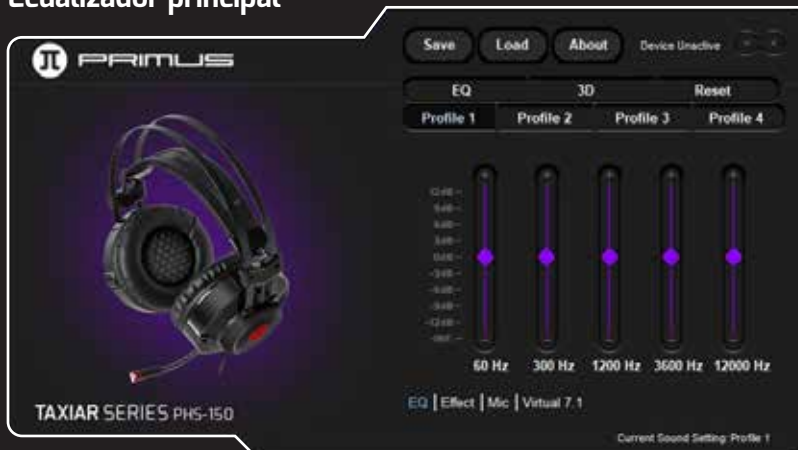 Ecualizador principal
PRIMUS
Save Load About Device Unactive
EQ 3D Reset
Profile 1 Profile 2 Profile 3 Profile 4
60 Hz 300 Hz 1200 Hz 3600 Hz 12000 Hz
EQ | Effect | Mic | Virtual 7.1
TAXIAR SERIES PHS-150
Current Sound Setting: Profile 1